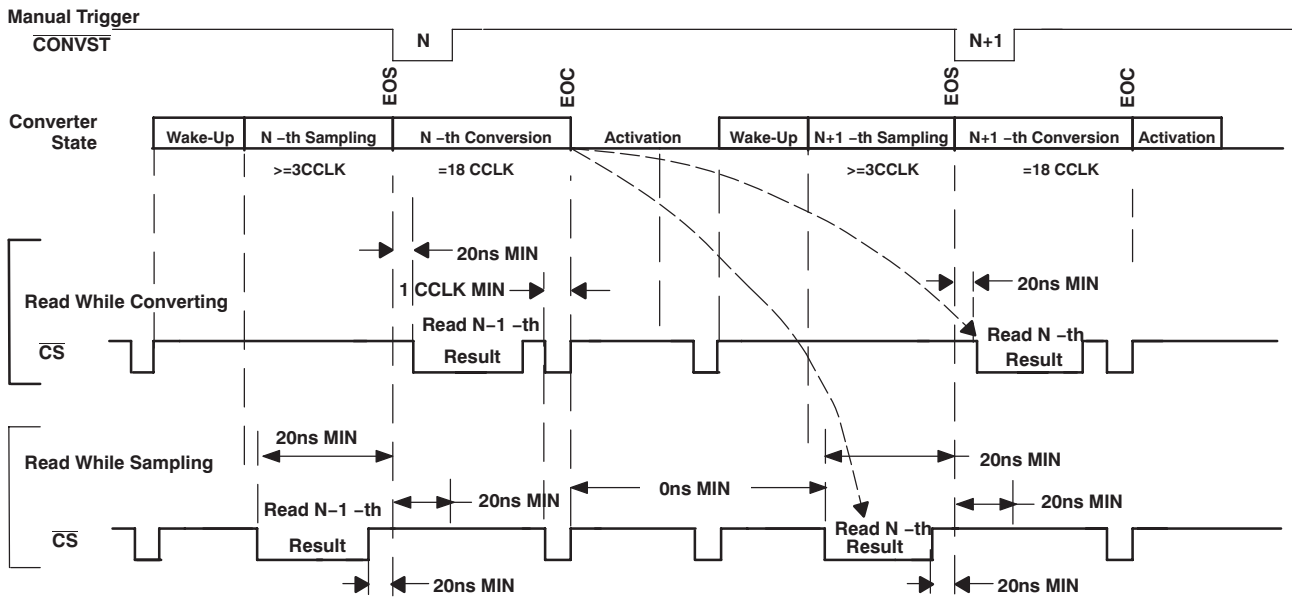 Manual Trigger
CONVST
N
N+1
EOS
EOC
EOS
EOC
Converter
State
Wake-Up
N −th Sampling
N −th Conversion
Activation
Wake-Up
N+1 −th Sampling
N+1 −th Conversion
Activation
>=3CCLK
=18 CCLK
>=3CCLK
=18 CCLK
20ns MIN
20ns MIN
1 CCLK MIN
Read While Converting
Read N−1 −th
Result
Read N −th
Result
CS
20ns MIN
20ns MIN
Read While Sampling
0ns MIN
20ns MIN
20ns MIN
Read N−1 −th
Result
Read N −th
Result
CS
20ns MIN
20ns MIN